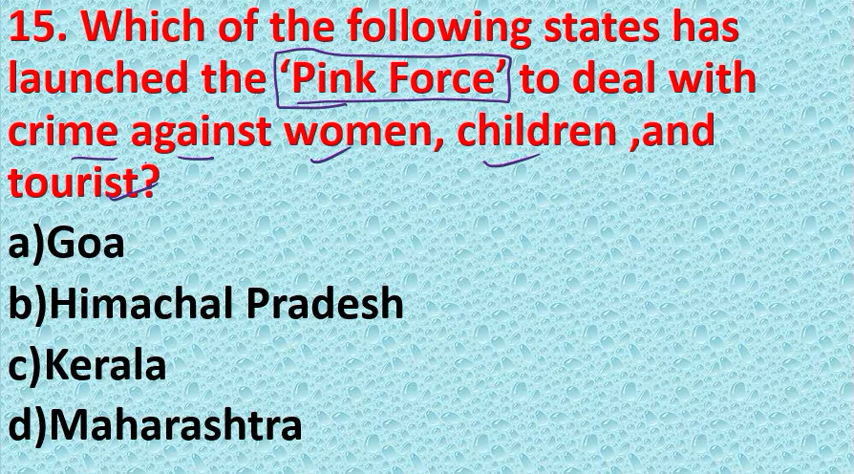 15. Which of the following states has
launched the ‘Pink Force’ to deal with
crime against women, children ,and
tourist?
a)Goa
b)Himachal Pradesh
c)Kerala
d)Maharashtra